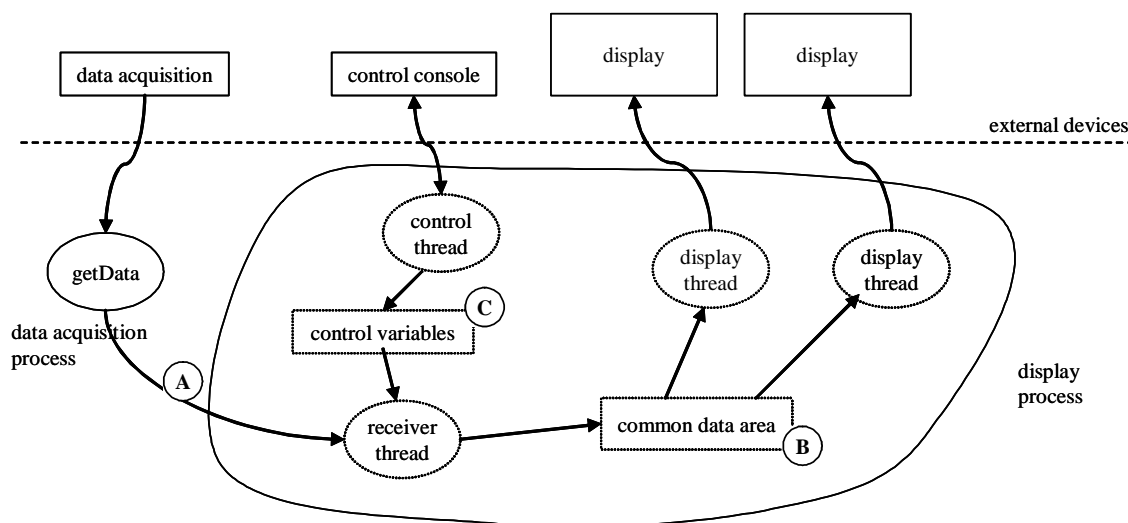 data acquisition
control console
display
display
external devices
control
thread
display
thread
display
thread
getData
C
control variables
data acquisition
process
A
display
process
receiver
thread
common data area
B